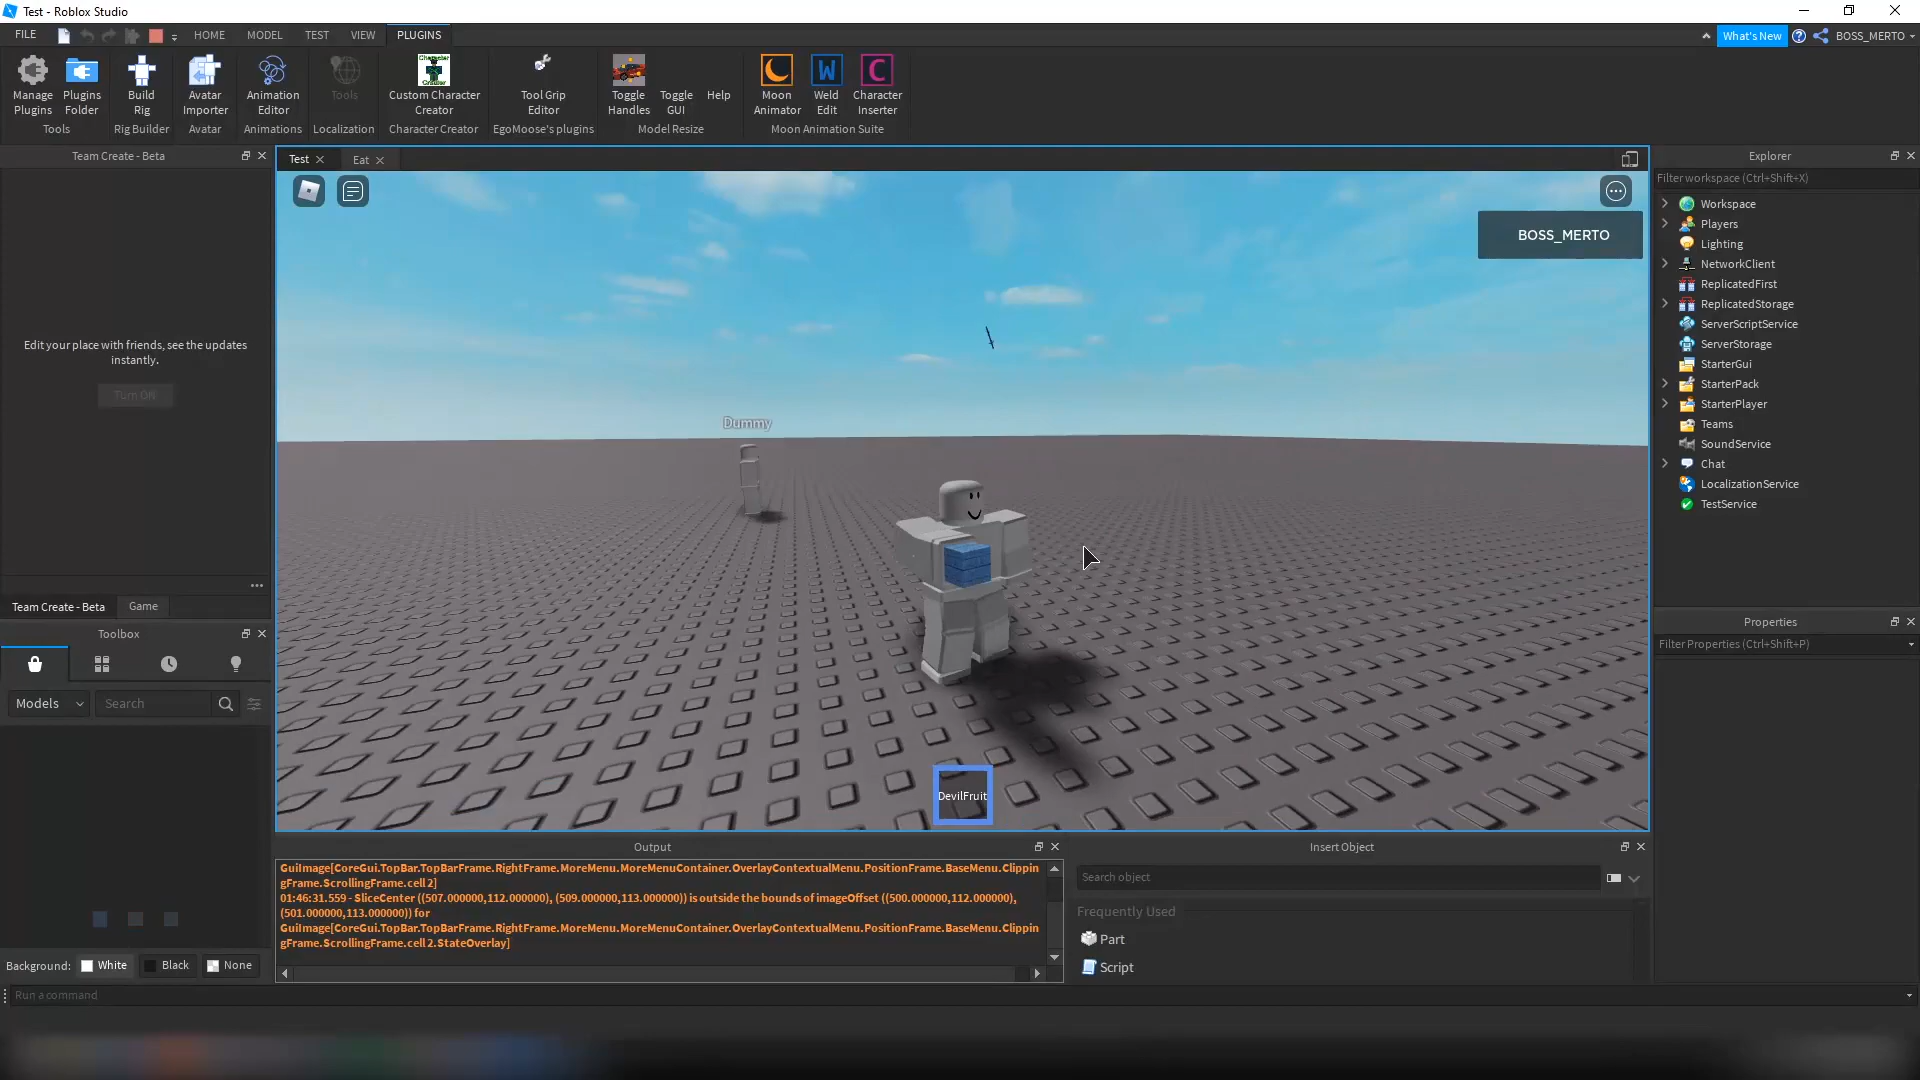 Test - Roblox Studio
FILE
HOME
MODEL
TEST
VIEW
PLUGINS
What's New
BOSS_MERTO
Manage Plugins
Plugins Folder
Build Rig
Avatar Importer
Animation Editor
Tools
Character Creator
Custom Character Creator
Tool Grip Editor
Toggle Handles
Toggle GUI
Help
Moon Animator
Weld Edit
Character Inserter
Tools
Rig Builder
Avatar
Animations
Localization
Character Creator
EgoMoose's plugins
Model Resize
Moon Animation Suite
Team Create - Beta
Edit your place with friends, see the updates
instantly.
Turn ON
Team Create - Beta
Game
Toolbox
Models
Search
Background:
White
Black
None
Run a command
Test
Eat
BOSS_MERTO
Dummy
DevilFruit
Output
GuiImage[CoreGui.TopBar.TopBarFrame.RightFrame.MoreMenu.MoreMenuContainer.OverlayContextualMenu.PositionFrame.BaseMenu.Clippin
gFrame.ScrollingFrame.cell 2]
01:46:31.559 - SliceCenter ((507.000000,112.000000), (509.000000,113.000000)) is outside the bounds of imageOffset ((500.000000,112.000000),
(501.000000,113.000000)) for
GuiImage[CoreGui.TopBar.TopBarFrame.RightFrame.MoreMenu.MoreMenuContainer.OverlayContextualMenu.PositionFrame.BaseMenu.Clippin
gFrame.ScrollingFrame.cell 2.StateOverlay]
Insert Object
Search object
Frequently Used
Part
Script
Explorer
Filter workspace (Ctrl+Shift+X)
Workspace
Players
Lighting
NetworkClient
ReplicatedFirst
ReplicatedStorage
ServerScriptService
ServerStorage
StarterGui
StarterPack
StarterPlayer
Teams
SoundService
Chat
LocalizationService
TestService
Properties
Filter Properties (Ctrl+Shift+P)